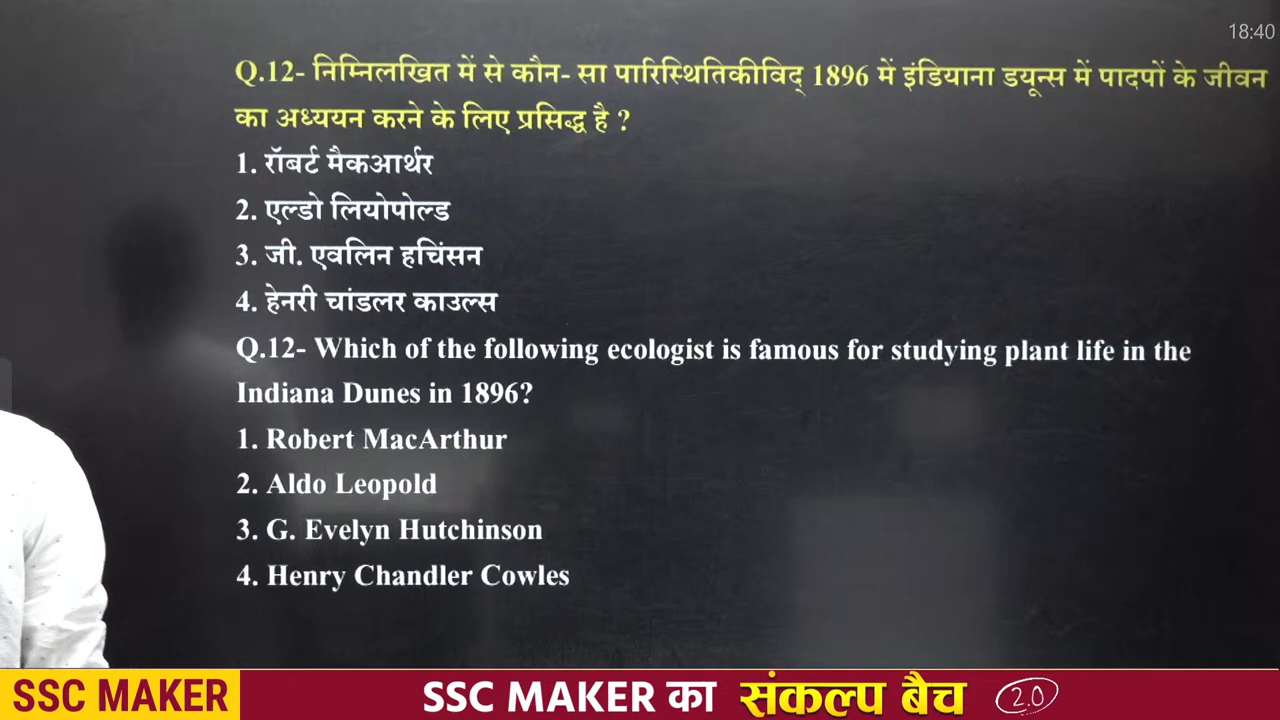 18:40
Q.12- निम्निलखित में से कौन- सा पारिस्थितिकीविद् 1896 में इंडियाना डयून्स में पादपों के जीवन
का अध्ययन करने के लिए प्रसिद्ध है ?
1. रॉबर्ट मैकआर्थर
2. एल्डो लियोपोल्ड
3. जी. एवलिन हचिंसन
4. हेनरी चांडलर काउल्स
Q.12- Which of the following ecologist is famous for studying plant life in the
Indiana Dunes in 1896?
1. Robert MacArthur
2. Aldo Leopold
3. G. Evelyn Hutchinson
4. Henry Chandler Cowles
SSC MAKER SSC MAKER का संकल्प बैच 2.0